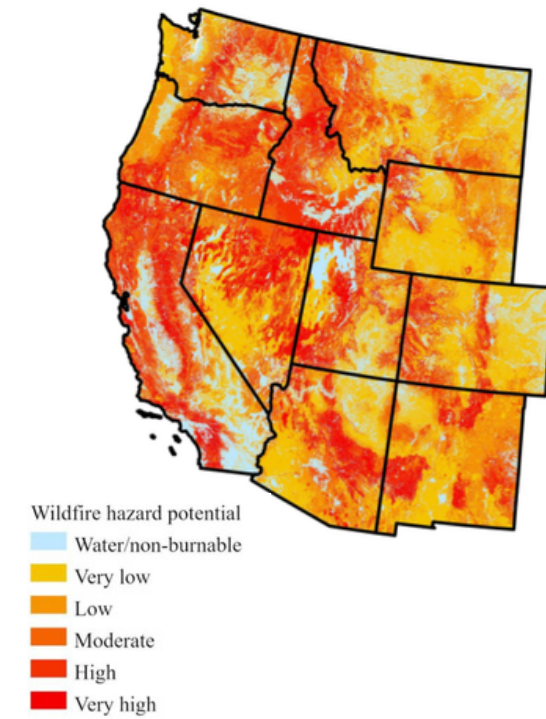 Wildfire hazard potential
Water/non-burnable
Very low
Low
Moderate
High
Very high